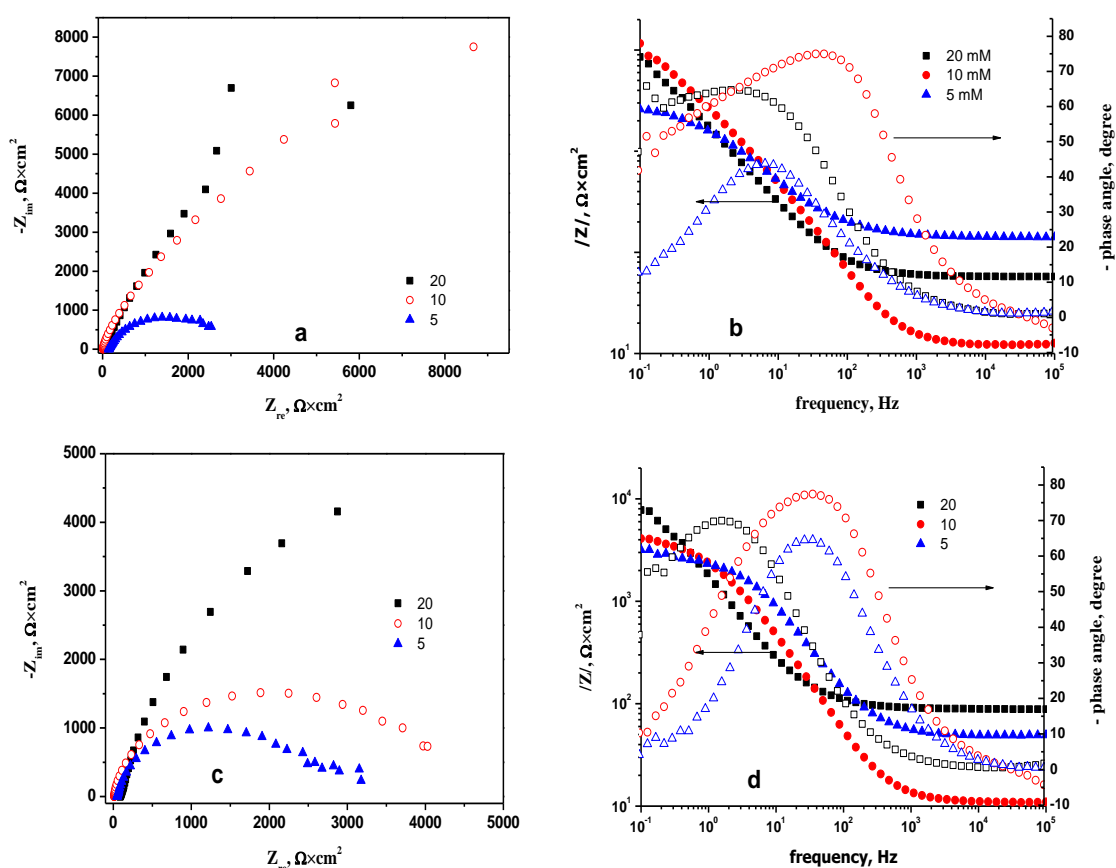 8000
7000
6000
5000
4000
3000
2000
1000
0
-Z_im, Ω×cm²
0 2000 4000 6000 8000
Z_re, Ω×cm²
20
10
5
a
/Z/, Ω×cm²
10¹
10⁻¹ 10⁰ 10¹ 10² 10³ 10⁴ 10⁵
frequency, Hz
20 mM
10 mM
5 mM
b
80
70
60
50
40
30
20
10
0
-10
- phase angle, degree
5000
4000
3000
2000
1000
0
-Z_im, Ω×cm²
0 1000 2000 3000 4000 5000
Z_re, Ω×cm²
20
10
5
c
10⁴
10³
10²
10¹
/Z/, Ω×cm²
10⁻¹ 10⁰ 10¹ 10² 10³ 10⁴ 10⁵
frequency, Hz
20
10
5
d
80
70
60
50
40
30
20
10
0
-10
- phase angle, degree